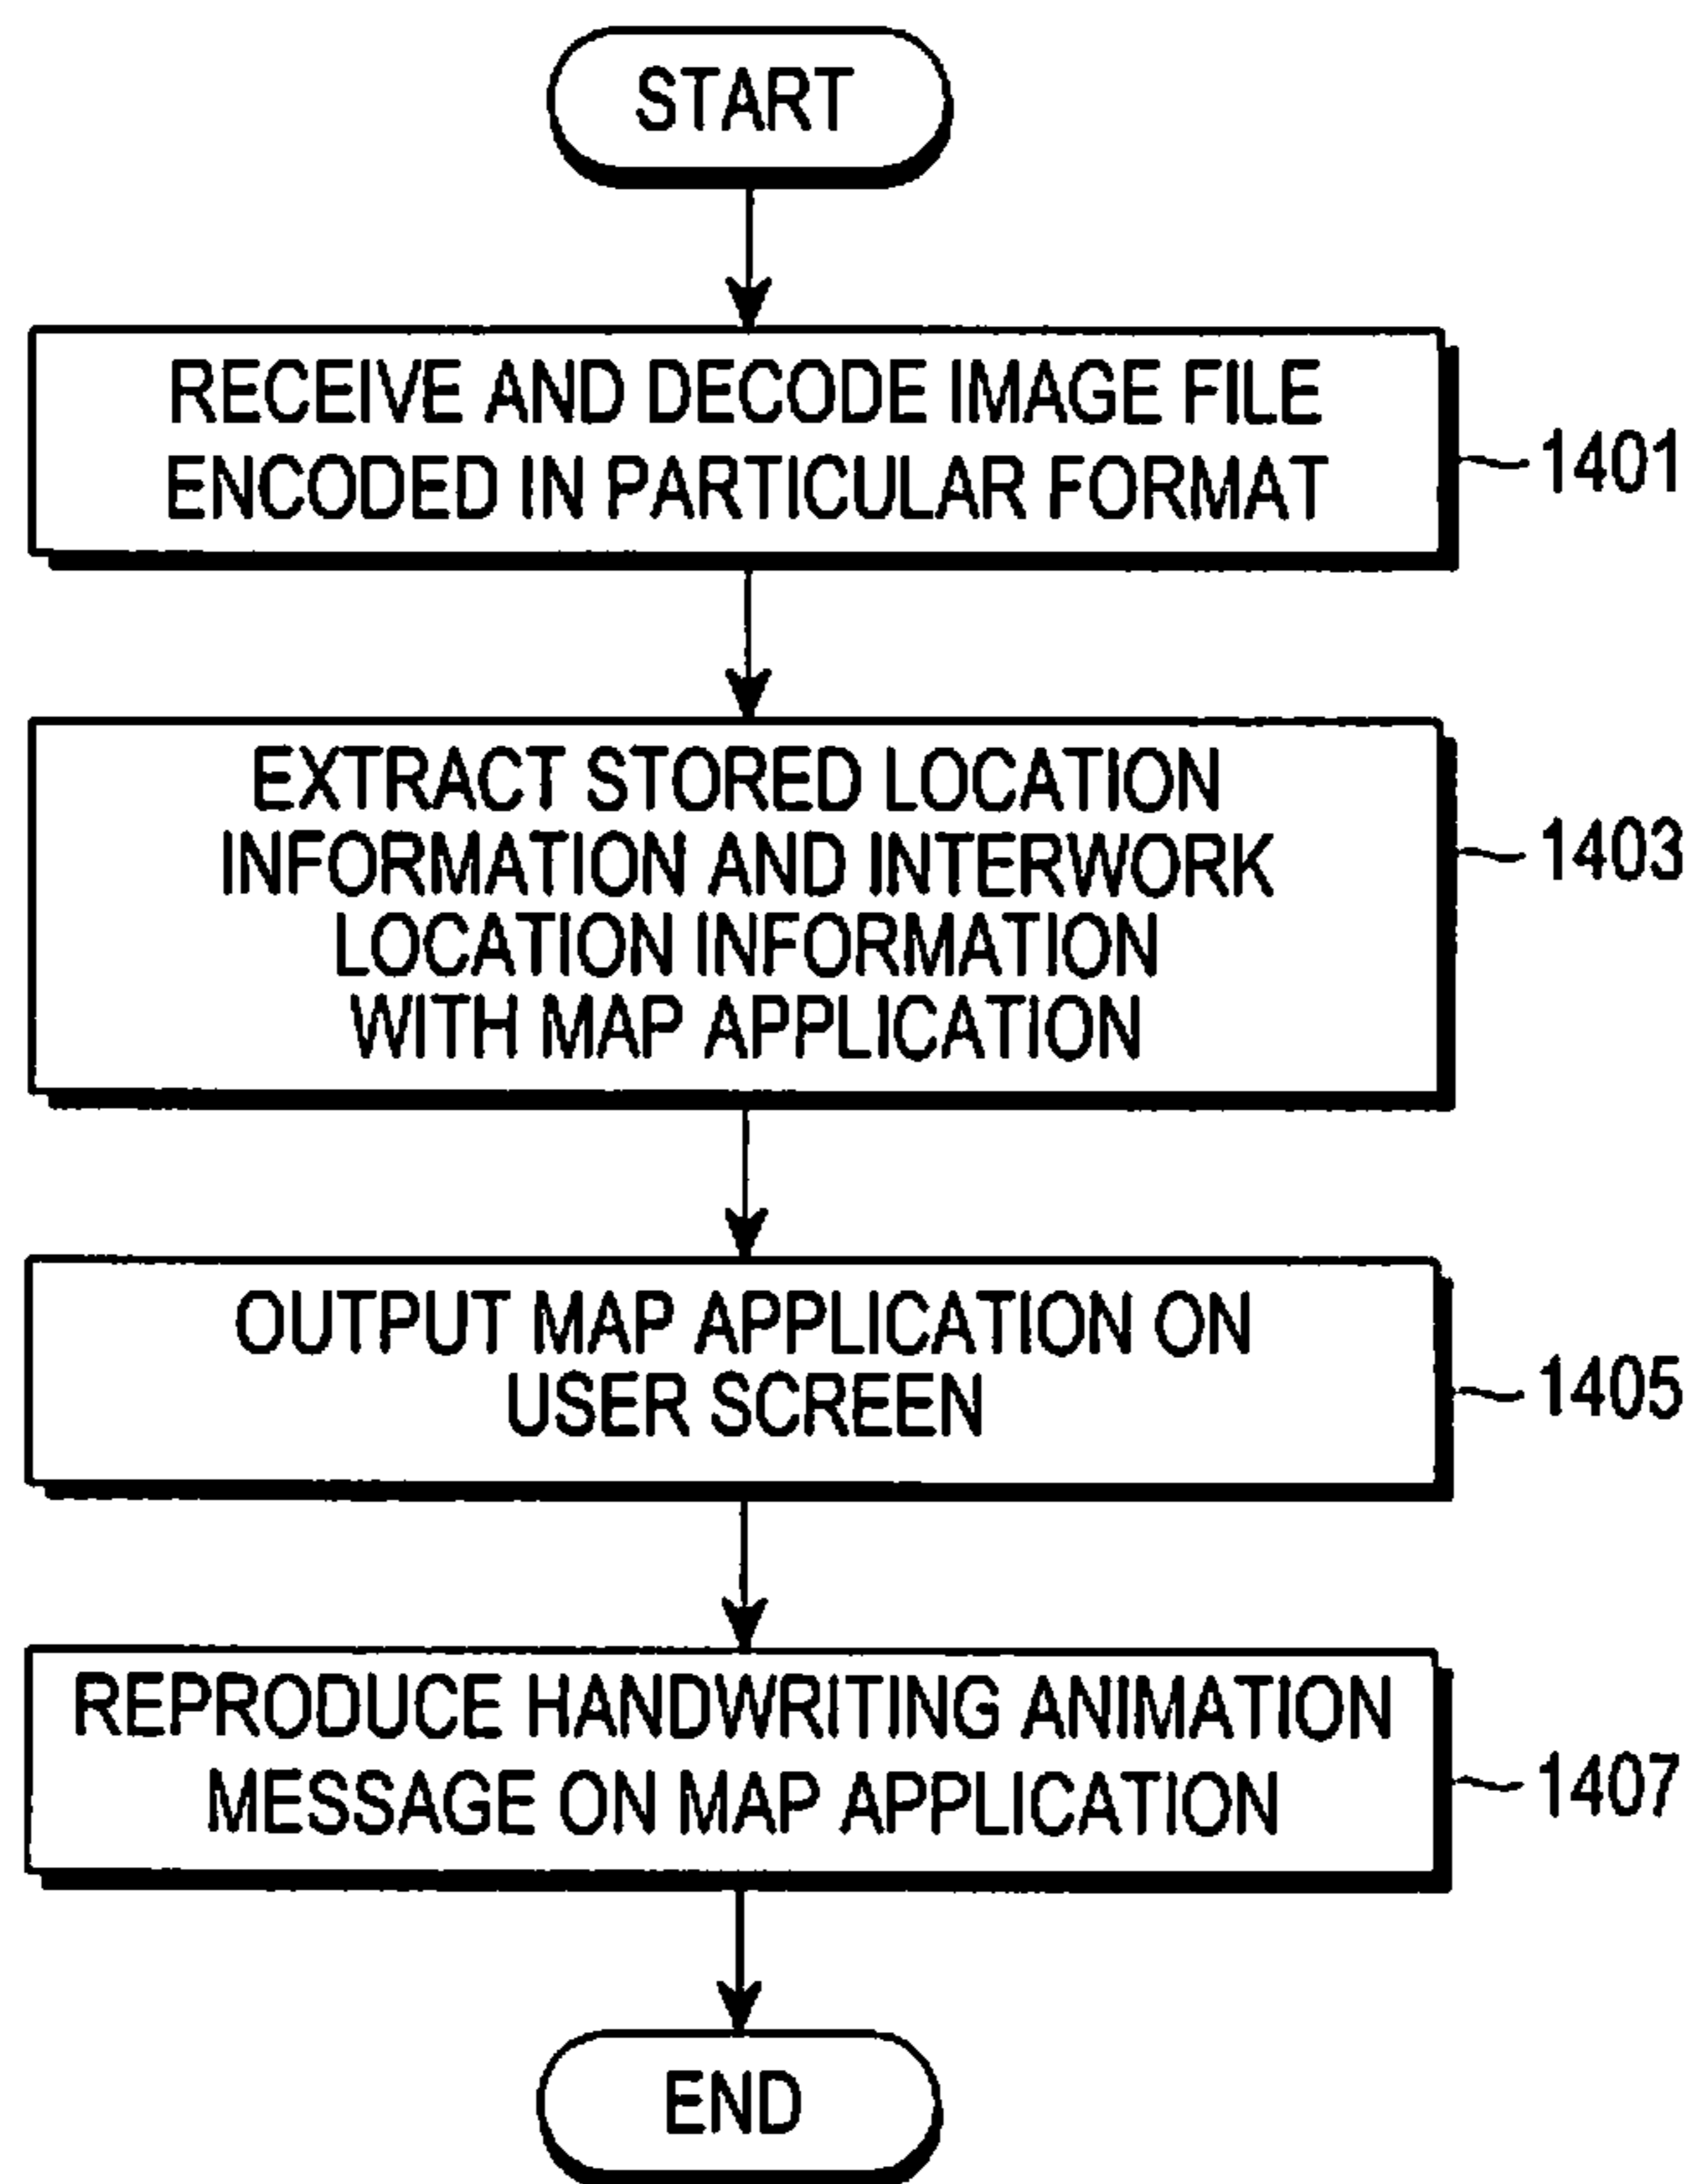 START
RECEIVE AND DECODE IMAGE FILE
ENCODED IN PARTICULAR FORMAT
1401
EXTRACT STORED LOCATION
INFORMATION AND INTERWORK
LOCATION INFORMATION
WITH MAP APPLICATION
1403
OUTPUT MAP APPLICATION ON
USER SCREEN
1405
REPRODUCE HANDWRITING ANIMATION
MESSAGE ON MAP APPLICATION
1407
END